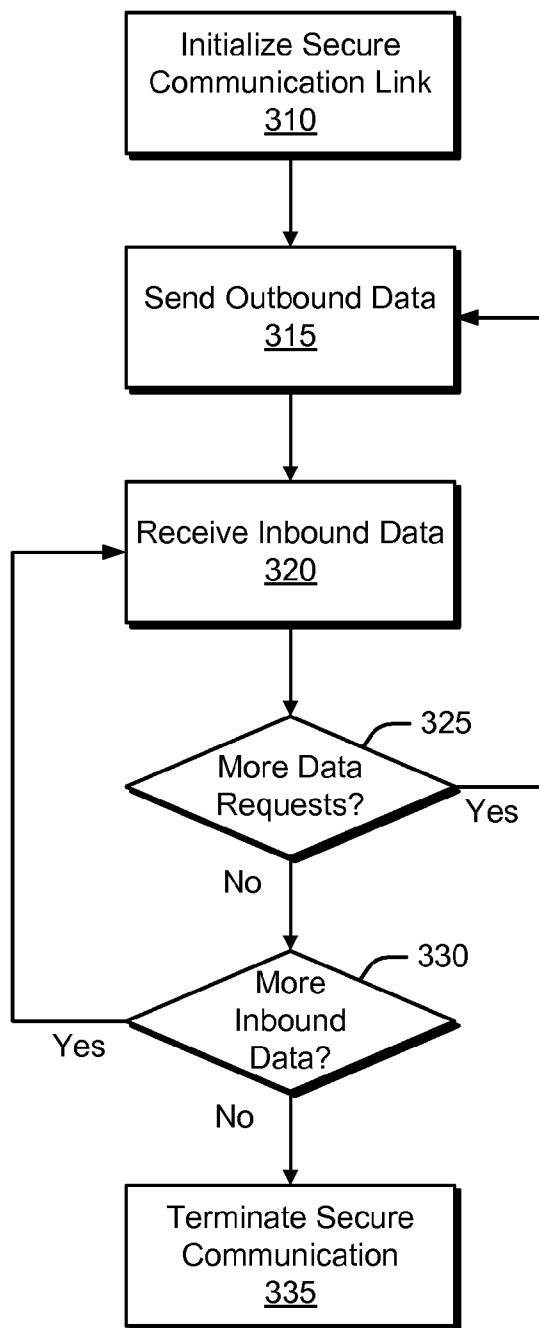 Initialize Secure
Communication Link
310
Send Outbound Data
315
Receive Inbound Data
320
325
More Data
Requests?
Yes
No
330
More
Inbound
Data?
Yes
No
Terminate Secure
Communication
335